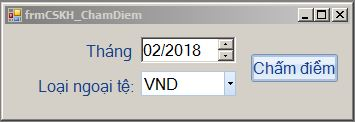 frmCSKH_ChamDiem
Tháng 02/2018
Chấm điểm
Loại ngoại tệ: VND